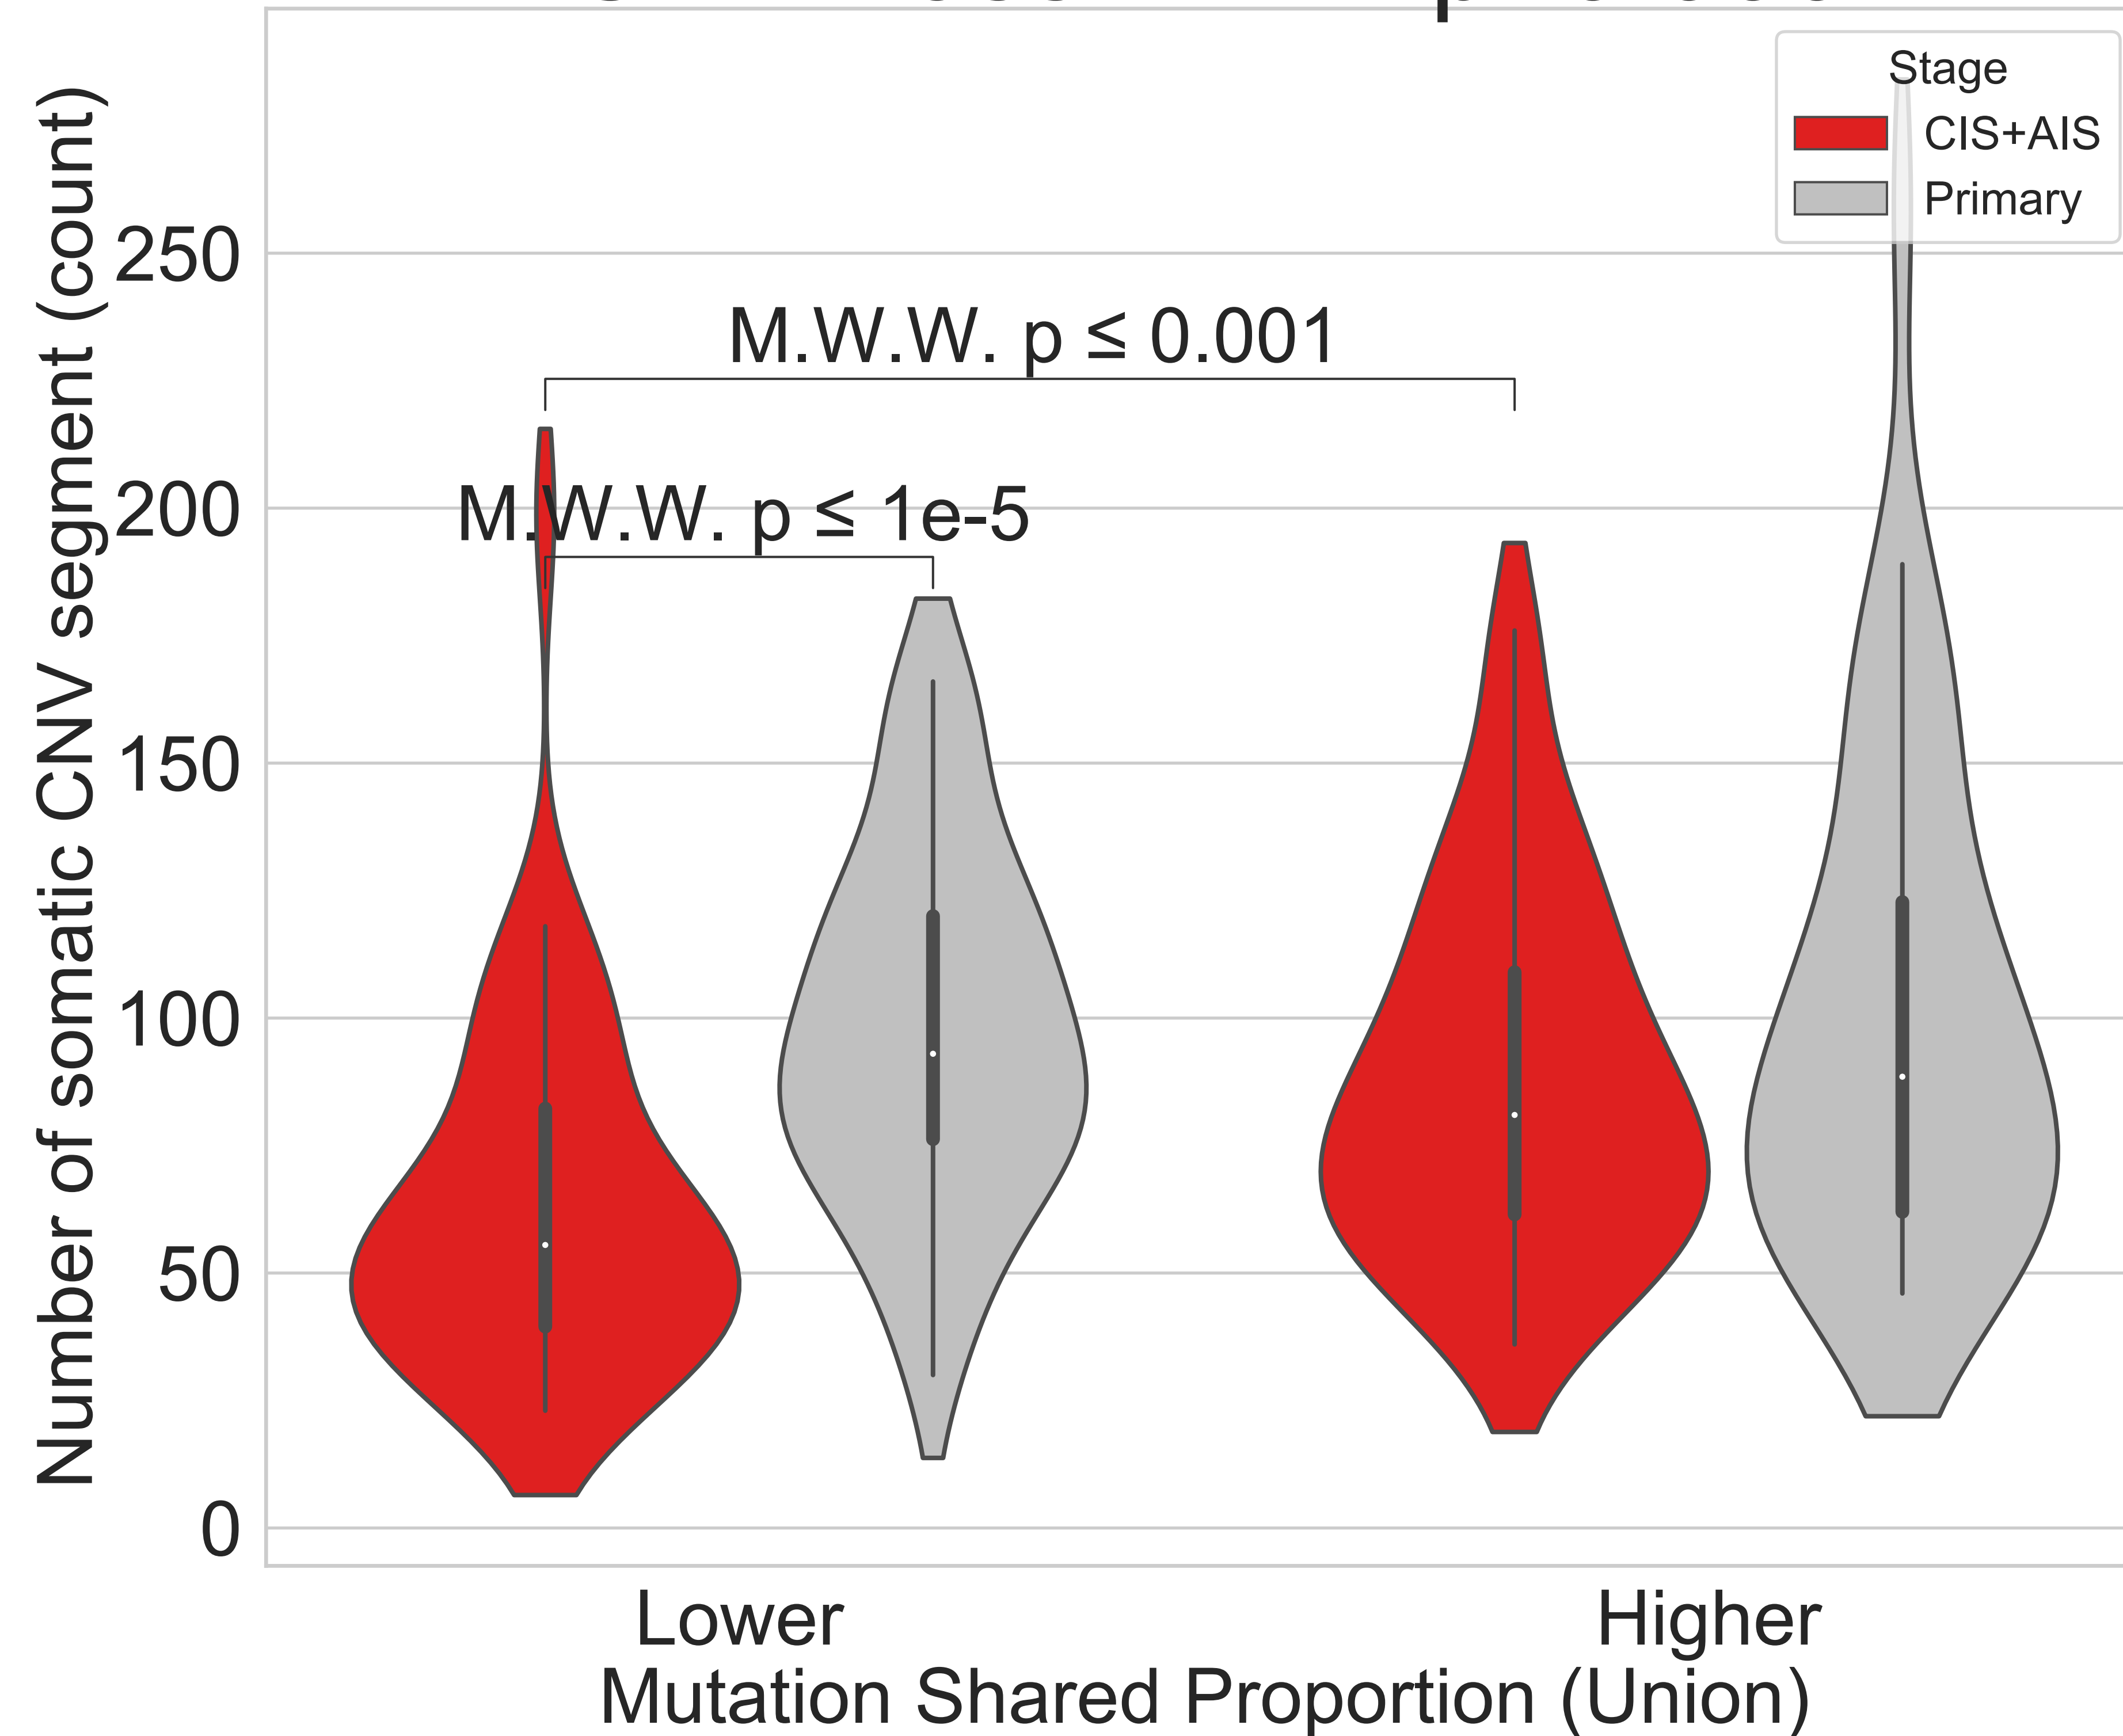 Stage
CIS+AIS
Primary
Number of somatic CNV segment (count)
250
200
150
100
50
0
M.W.W. p ≤ 0.001
M.W.W. p ≤ 1e-5
Lower
Higher
Mutation Shared Proportion (Union)